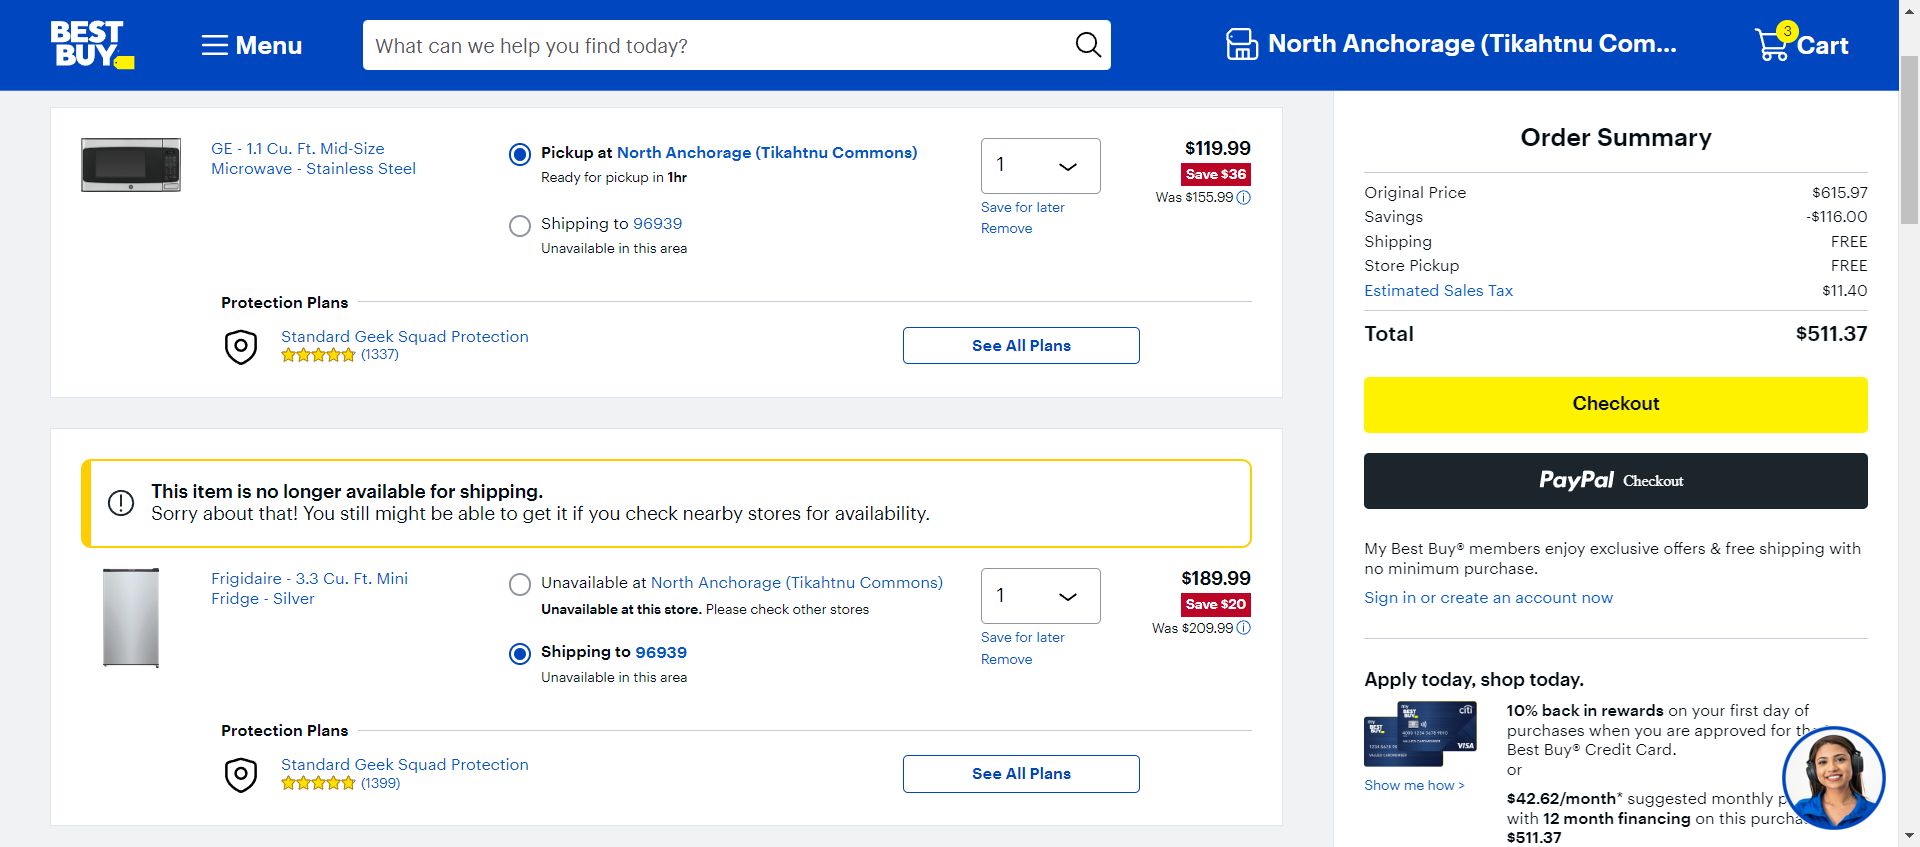 BEST BUY
Menu
What can we help you find today?
North Anchorage (Tikahtnu Com...
3
Cart
GE - 1.1 Cu. Ft. Mid-Size
Microwave - Stainless Steel
Pickup at North Anchorage (Tikahtnu Commons)
Ready for pickup in 1hr
Shipping to 96939
Unavailable in this area
1
Save for later
Remove
$119.99
Save $36
Was $155.99
Protection Plans
Standard Geek Squad Protection
(1337)
See All Plans
This item is no longer available for shipping.
Sorry about that! You still might be able to get it if you check nearby stores for availability.
Frigidaire - 3.3 Cu. Ft. Mini
Fridge - Silver
Unavailable at North Anchorage (Tikahtnu Commons)
Unavailable at this store. Please check other stores
Shipping to 96939
Unavailable in this area
1
Save for later
Remove
$189.99
Save $20
Was $209.99
Protection Plans
Standard Geek Squad Protection
(1399)
See All Plans
Order Summary
Original Price $615.97
Savings -$116.00
Shipping FREE
Store Pickup FREE
Estimated Sales Tax $11.40
Total $511.37
Checkout
PayPal Checkout
My Best Buy® members enjoy exclusive offers & free shipping with
no minimum purchase.
Sign in or create an account now
Apply today, shop today.
my BEST BUY
citi
VISA
Show me how >
10% back in rewards on your first day of
purchases when you are approved for
Best Buy® Credit Card.
or
$42.62/month* suggested monthly
with 12 month financing on this
$511.37